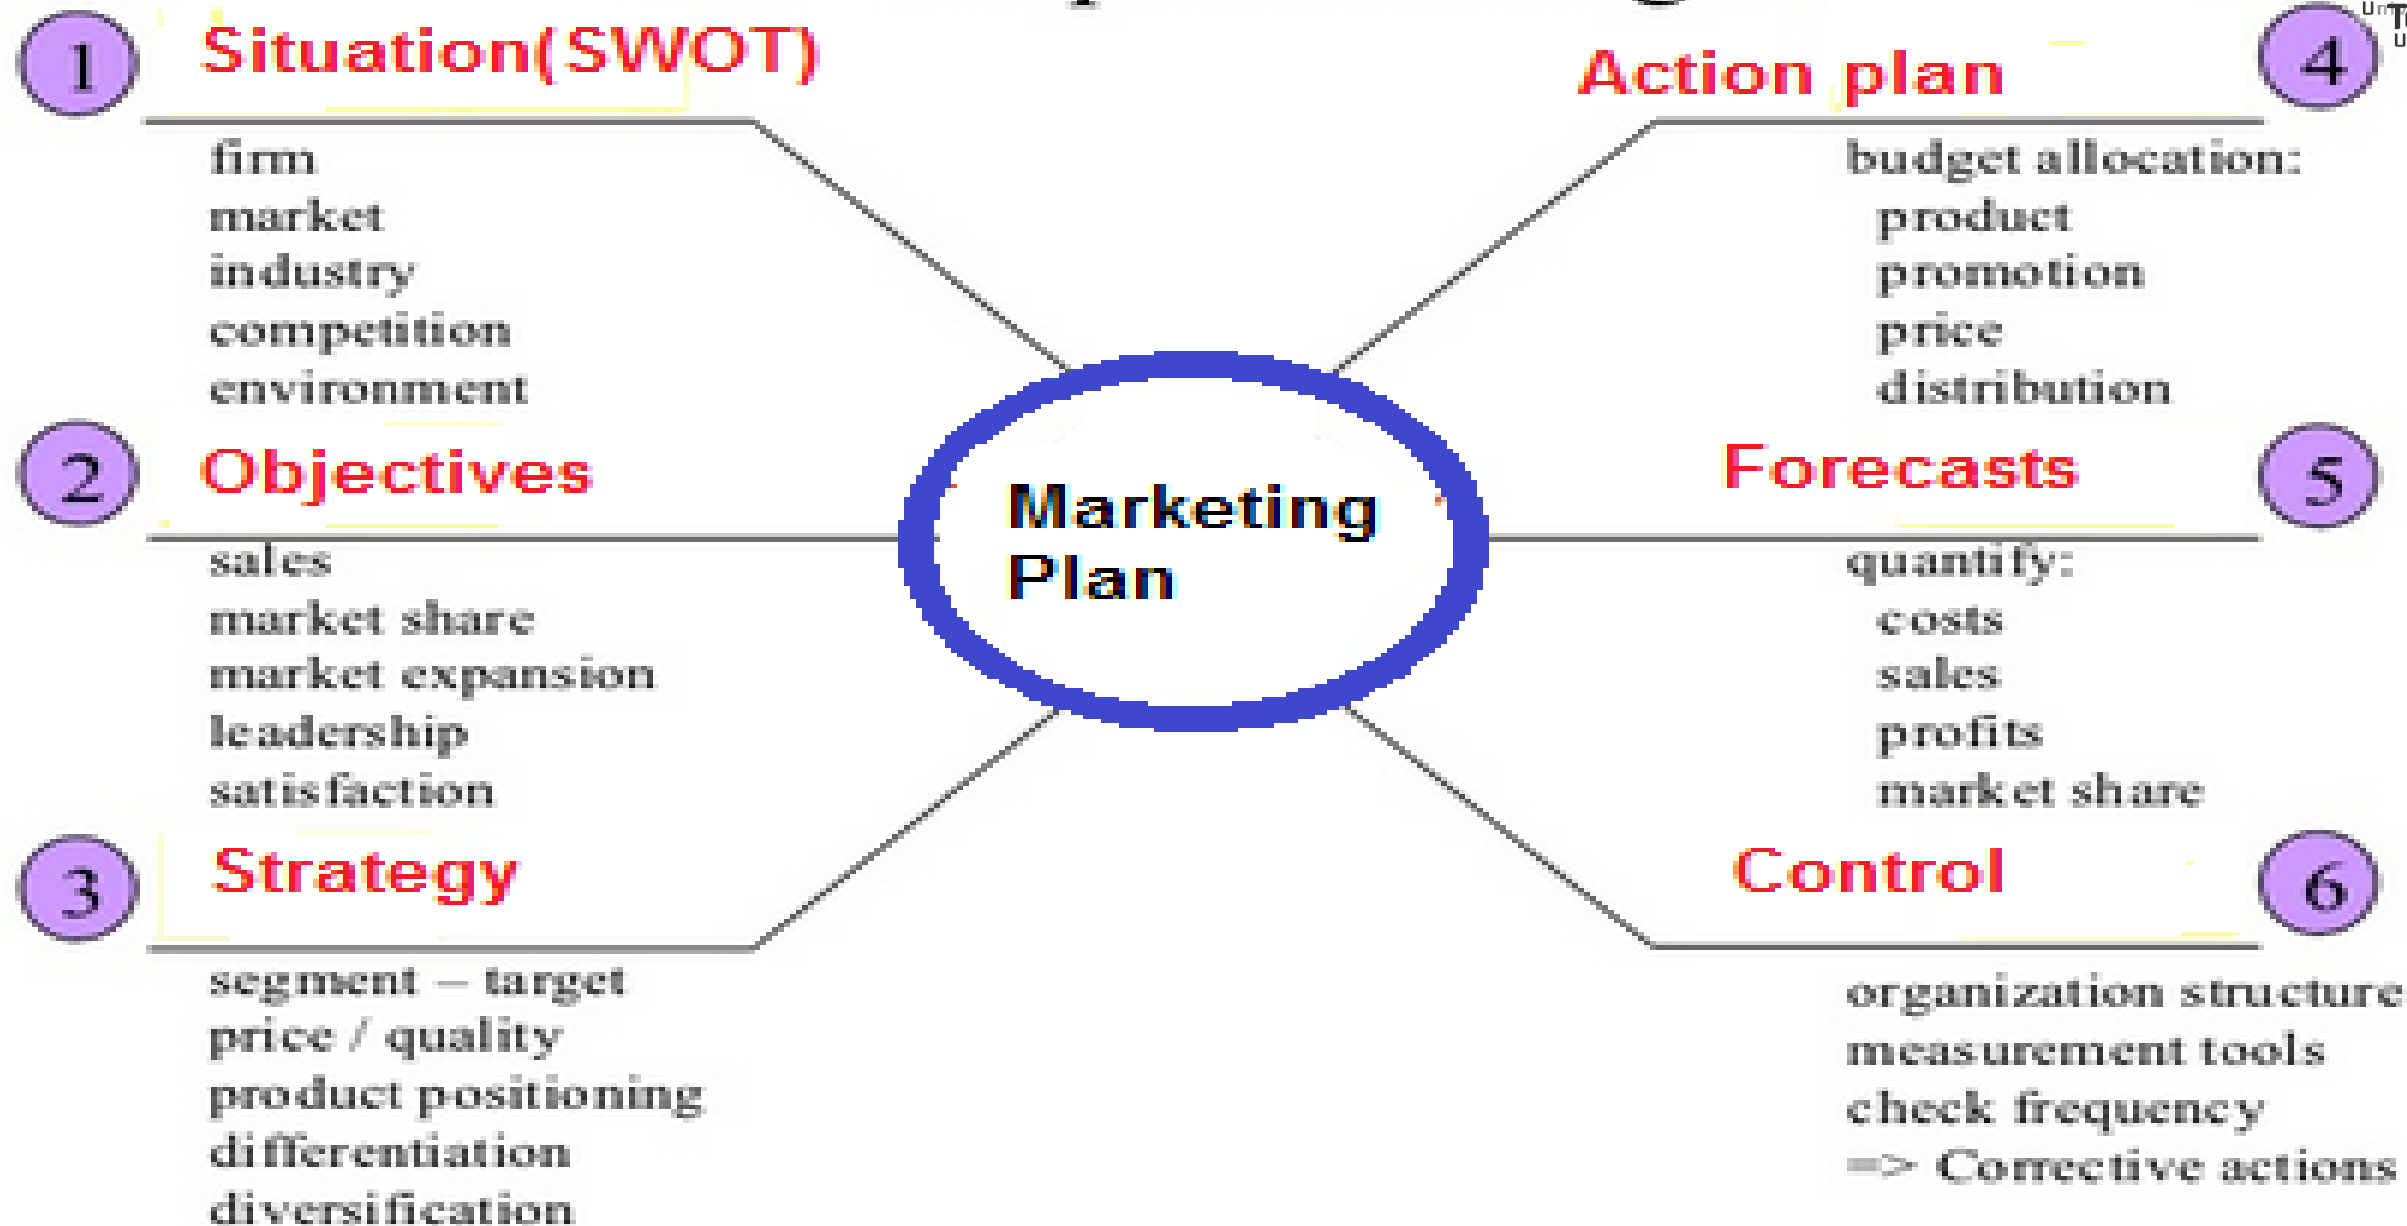 1
Situation(SWOT)
firm
market
industry
competition
environment
2
Objectives
sales
market share
market expansion
leadership
satisfaction
3
Strategy
segment – target
price / quality
product positioning
differentiation
diversification
Marketing
Plan
Action plan
4
budget allocation:
product
promotion
price
distribution
Forecasts
5
quantify:
costs
sales
profits
market share
Control
6
organization structure
measurement tools
check frequency
=> Corrective actions